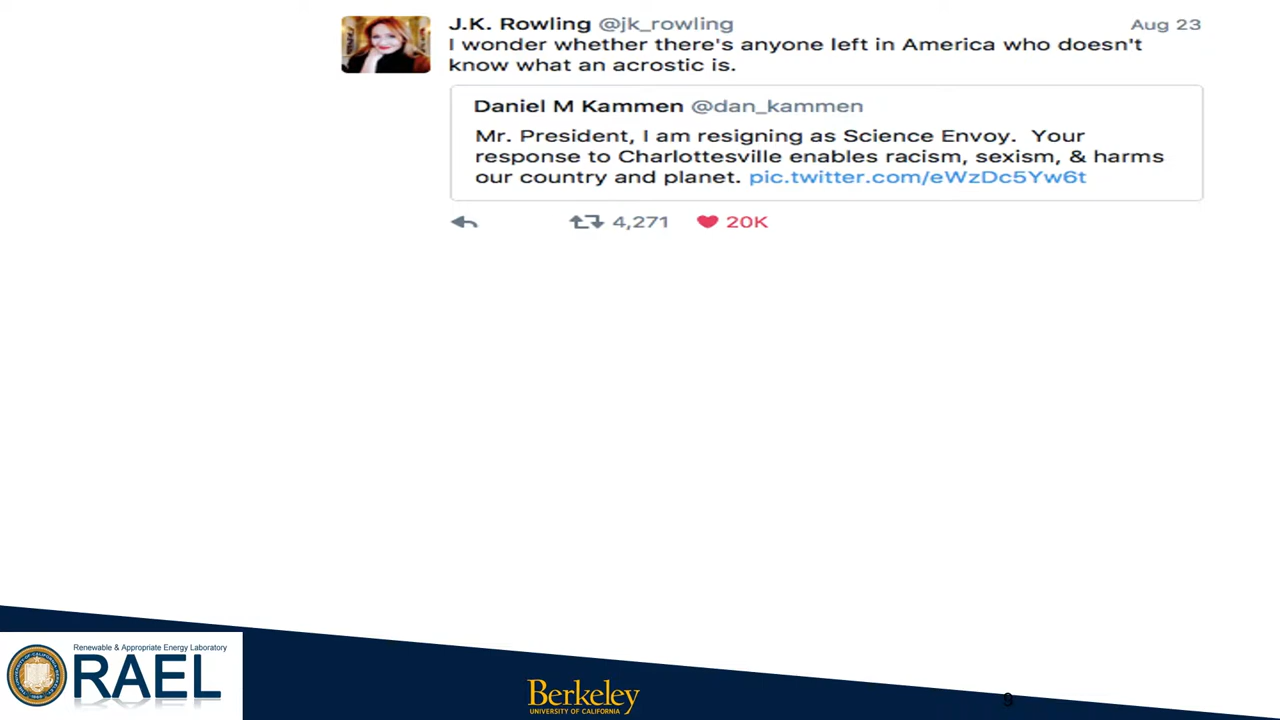 J.K. Rowling @jk_rowling Aug 23
I wonder whether there's anyone left in America who doesn't
know what an acrostic is.
Daniel M Kammen @dan_kammen
Mr. President, I am resigning as Science Envoy.  Your
response to Charlottesville enables racism, sexism, & harms
our country and planet. pic.twitter.com/eWzDc5Yw6t
4,271 20K
Renewable & Appropriate Energy Laboratory
RAEL
Berkeley
UNIVERSITY OF CALIFORNIA
9